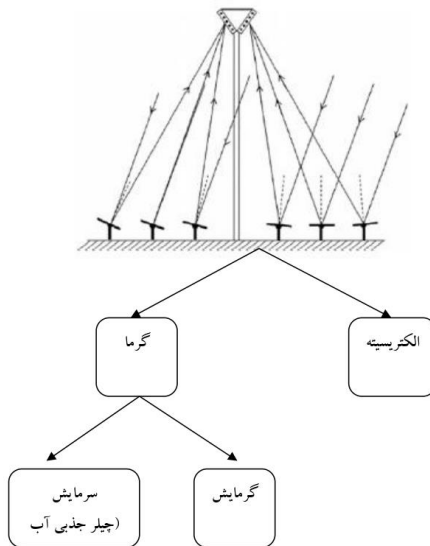 الکتریسیته
گرما
گرمایش
سرمایش
(چیلر جذبی آب